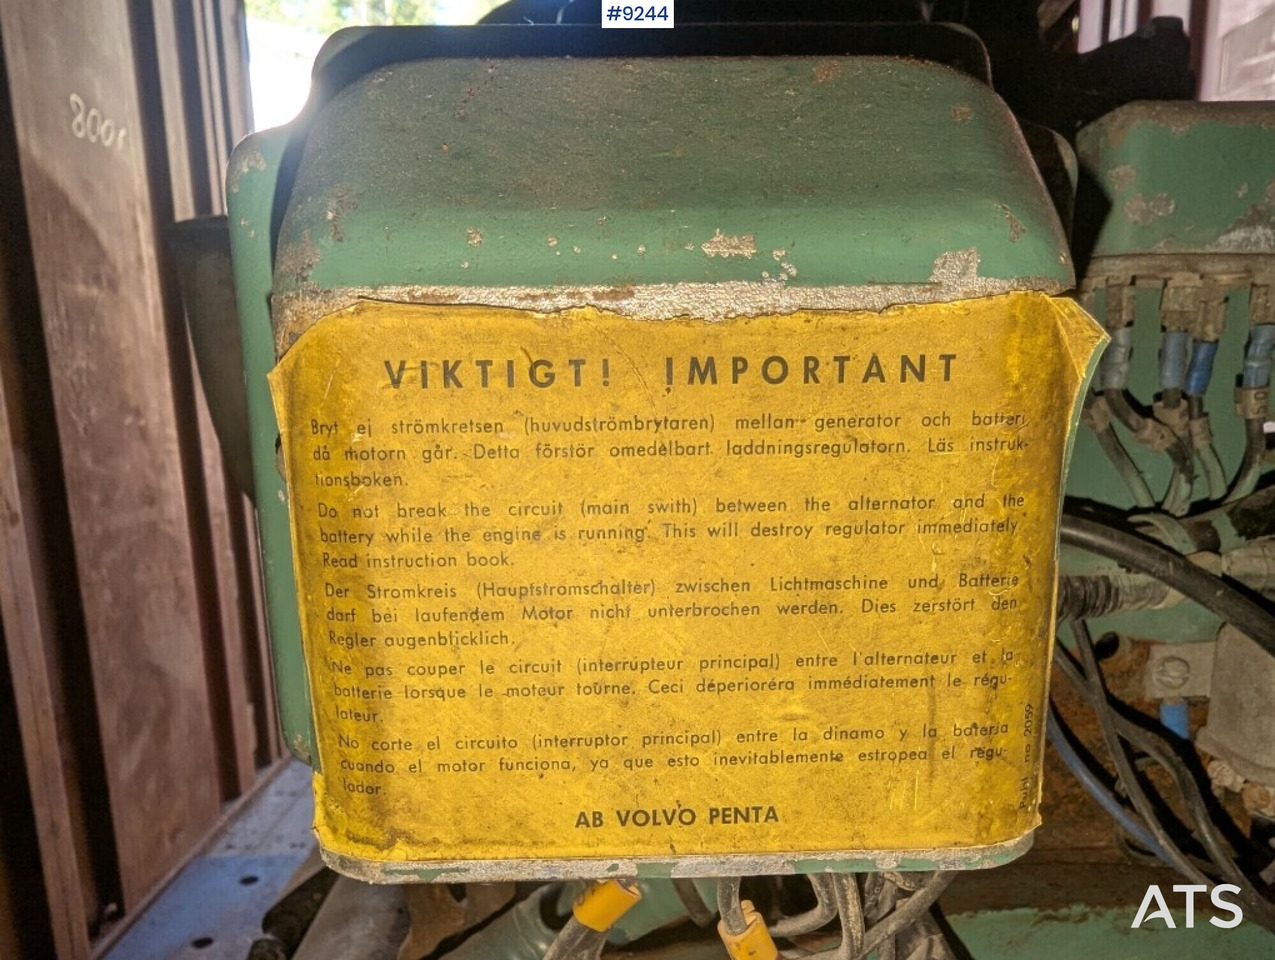 #9244
800
VIKTIGT! IMPORTANT
Bryt ej strömkretsen (huvudströmbrytaren) mellan generator och batteri
då motorn går. Detta förstör omedelbart laddningsregulatorn. Läs instruk-
tionsboken.
Do not break the circuit (main swith) between the alternator and the
battery while the engine is running. This will destroy regulator immediately
Read instruction book.
Der Stromkreis (Hauptstromschalter) zwischen Lichtmaschine und Batterie
darf bei laufendem Motor nicht unterbrochen werden. Dies zerstört den
Regler augenblicklich.
Ne pas couper le circuit (interrupteur principal) entre l'alternateur et la
batterie lorsque le moteur tourne. Ceci déperioréra immédiatement le régu-
lateur.
No corte el circuito (interruptor principal) entre la dinamo y la bateria
cuando el motor funciona, ya que esto inevitablemente estropea el regu-
lador.
AB VOLVO PENTA
no 2059
ATS